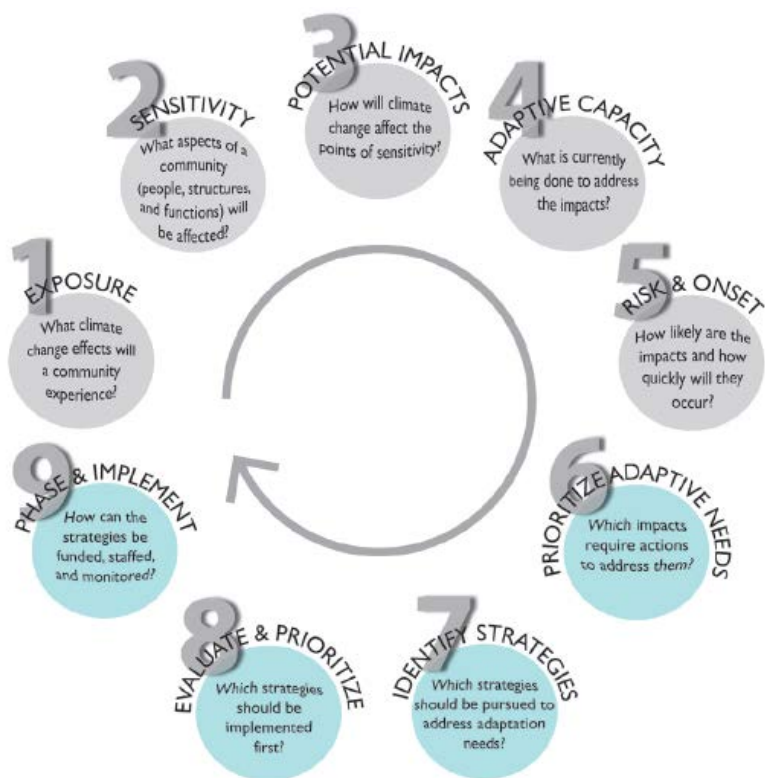 1
EXPOSURE
What climate
change effects will
a community
experience?
2
SENSITIVITY
What aspects of a
community
(people, structures,
and functions) will
be affected?
3
POTENTIAL IMPACTS
How will climate
change affect the
points of sensitivity?
4
ADAPTIVE CAPACITY
What is currently
being done to address
the impacts?
5
RISK & ONSET
How likely are the
impacts and how
quickly will they
occur?
6
PRIORITIZE ADAPTIVE NEEDS
Which impacts
require actions
to address them?
7
IDENTIFY STRATEGIES
Which strategies
should be pursued to
address adaptation
needs?
8
EVALUATE & PRIORITIZE
Which strategies
should be
implemented
first?
9
PHASE & IMPLEMENT
How can the
strategies be
funded, staffed,
and monitored?